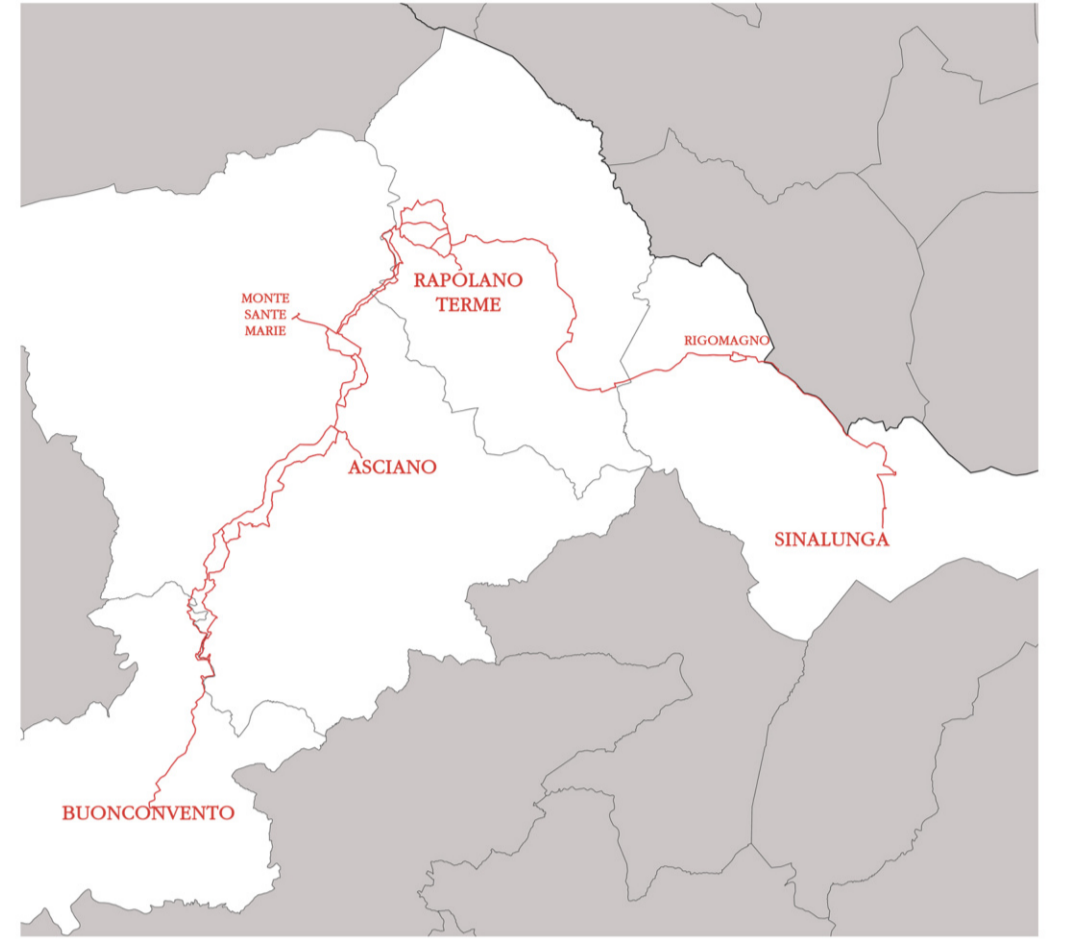 RAPOLANO
TERME
MONTE
SANTE
MARIE
RIGOMAGNO
ASCIANO
SINALUNGA
BUONCONVENTO